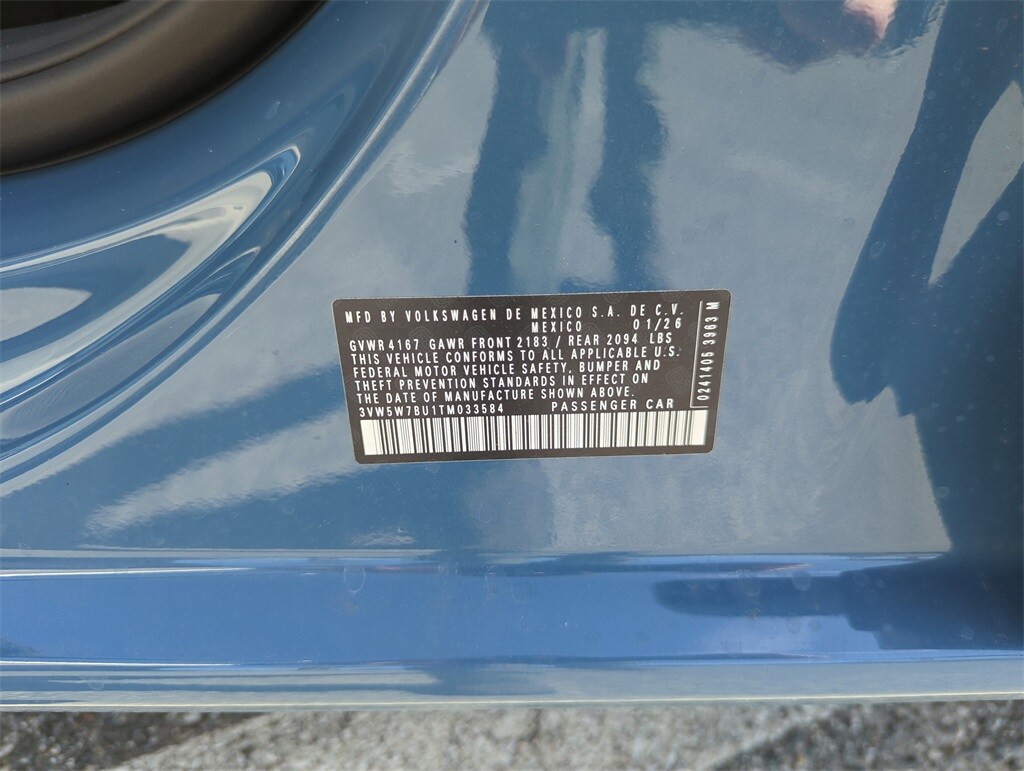 MFD BY VOLKSWAGEN DE MEXICO S.A. DE C.V.
MEXICO 01/26
GVWR 4167 GAWR FRONT 2183 / REAR 2094 LBS
THIS VEHICLE CONFORMS TO ALL APPLICABLE U.S.
FEDERAL MOTOR VEHICLE SAFETY, BUMPER AND
THEFT PREVENTION STANDARDS IN EFFECT ON
THE DATE OF MANUFACTURE SHOWN ABOVE.
3VW5W7BU1TM033584 PASSENGER CAR
0241405 3963 M